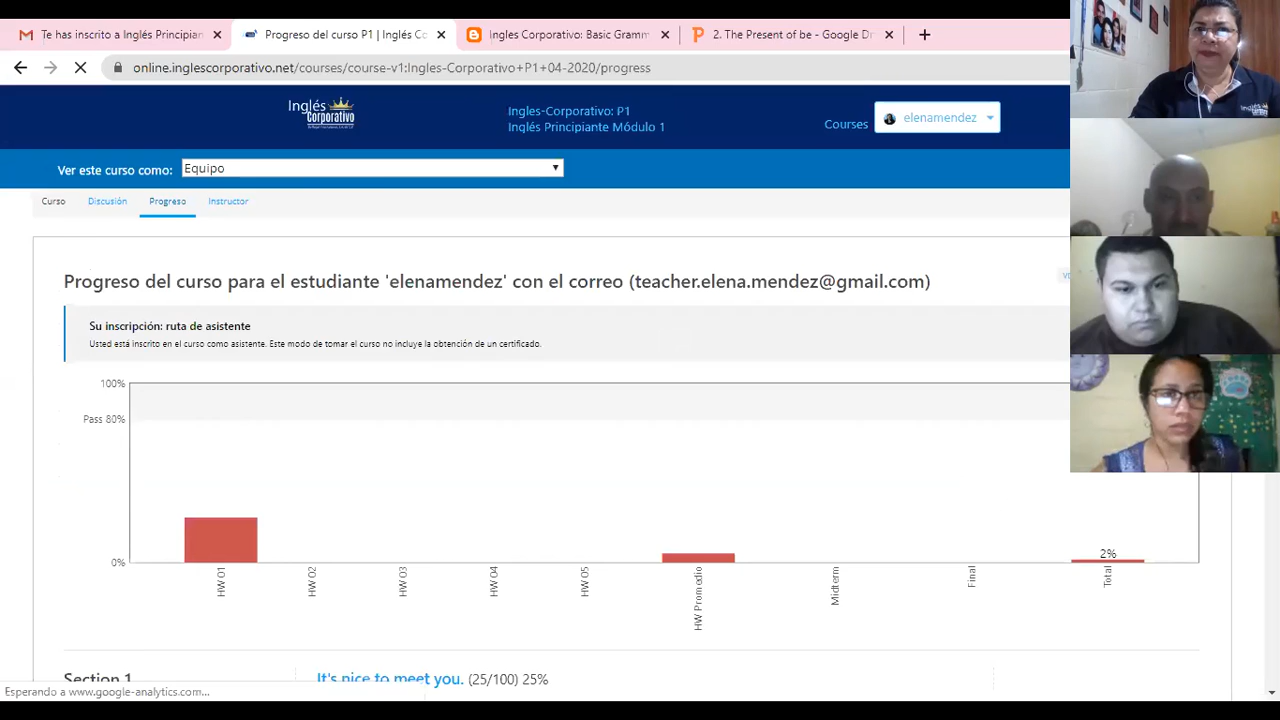 Te has inscrito a Inglés Principian
Progreso del curso P1 | Inglés Co
Ingles Corporativo: Basic Gramm
2. The Present of be - Google Dr
online.inglescorporativo.net/courses/course-v1:Ingles-Corporativo+P1+04-2020/progress
Inglés
Corporativo
Ingles-Corporativo: P1
Inglés Principiante Módulo 1
Courses
elenamendez
Ver este curso como:
Equipo
Curso
Discusión
Progreso
Instructor
Progreso del curso para el estudiante 'elenamendez' con el correo (teacher.elena.mendez@gmail.com)
Su inscripción: ruta de asistente
Usted está inscrito en el curso como asistente. Este modo de tomar el curso no incluye la obtención de un certificado.
100%
Pass 80%
0%
2%
HW 01
HW 02
HW 03
HW 04
HW 05
HW Promedio
Midterm
Final
Total
Section 1
It's nice to meet you. (25/100) 25%
Esperando a www.google-analytics.com...